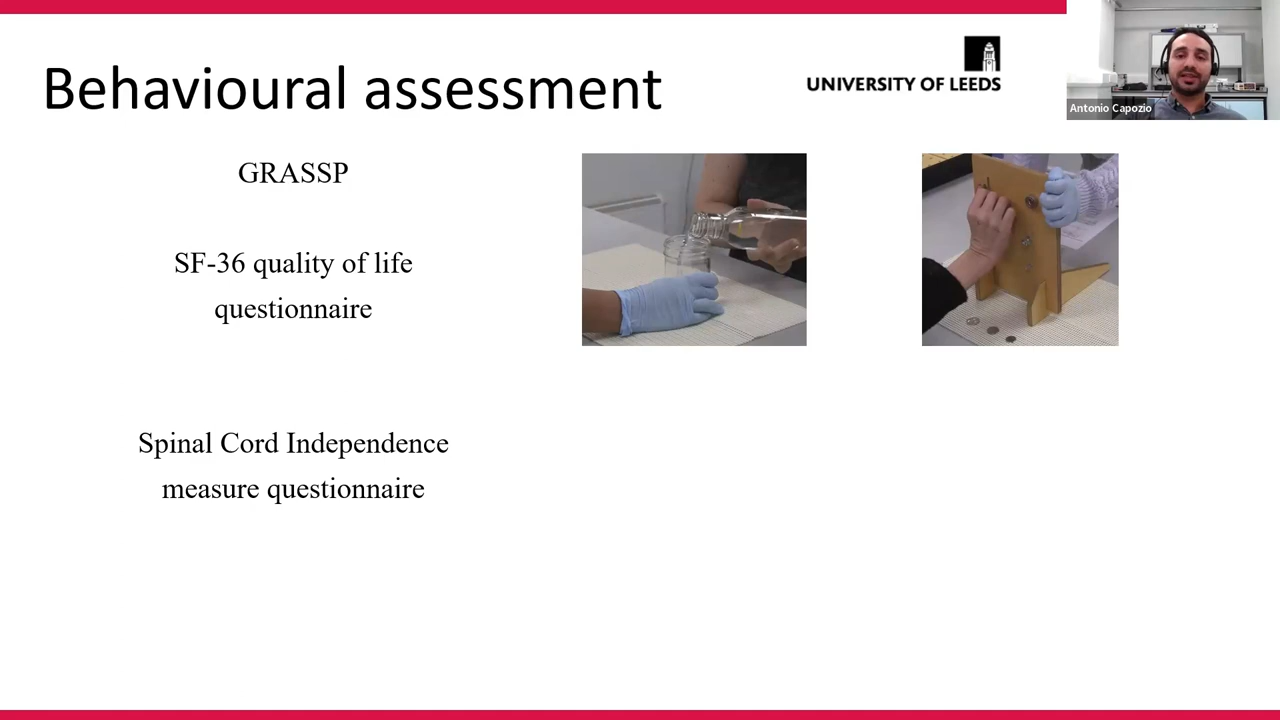 Behavioural assessment
UNIVERSITY OF LEEDS
Antonio Capozio
GRASSP
SF-36 quality of life
questionnaire
Spinal Cord Independence
measure questionnaire